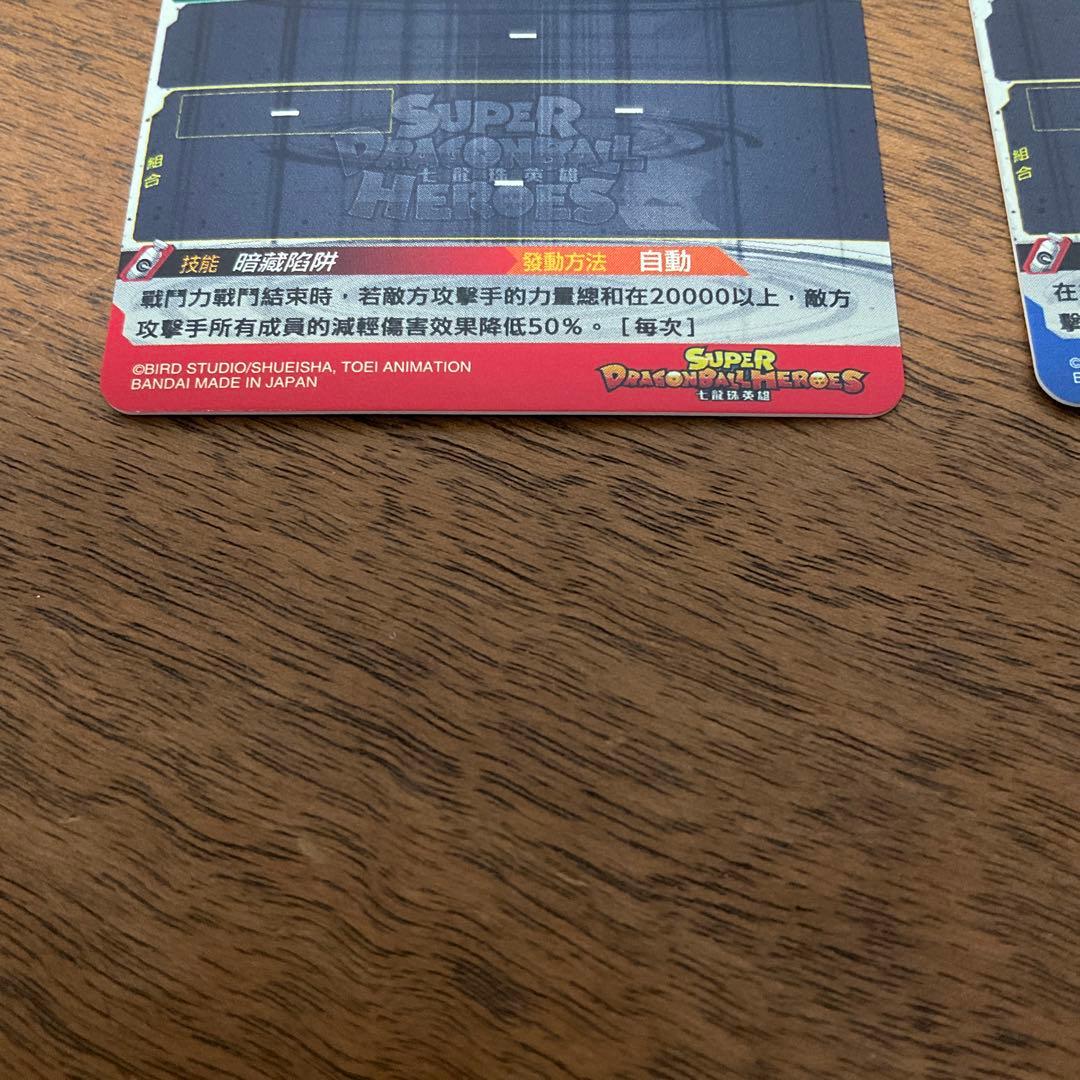 SUPER
DRAGONBALL
七龍珠英雄
HEROES
組合
技能 暗藏陷阱 發動方法 自動
戰鬥力戰鬥結束時，若敵方攻擊手的力量總和在20000以上，敵方
攻擊手所有成員的減輕傷害效果降低50%。［每次］
©BIRD STUDIO/SHUEISHA, TOEI ANIMATION
BANDAI MADE IN JAPAN
SUPER
DRAGONBALL HEROES
七龍珠英雄
組合
在
擊
©
B